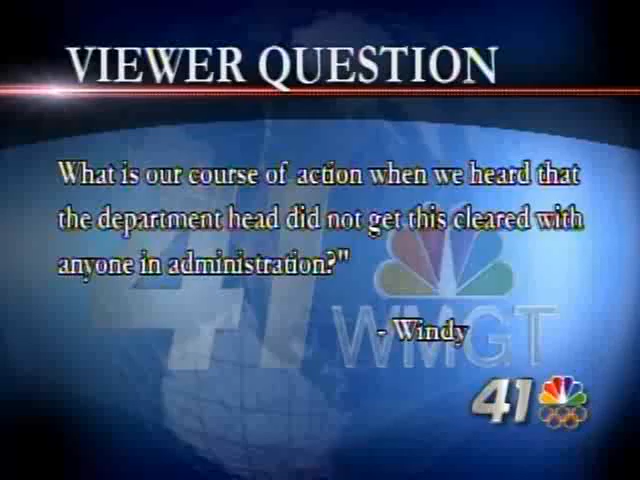 VIEWER QUESTION
What is our course of action when we heard that
the department head did not get this cleared with
anyone in administration?"
- Windy
41
WMGT
41